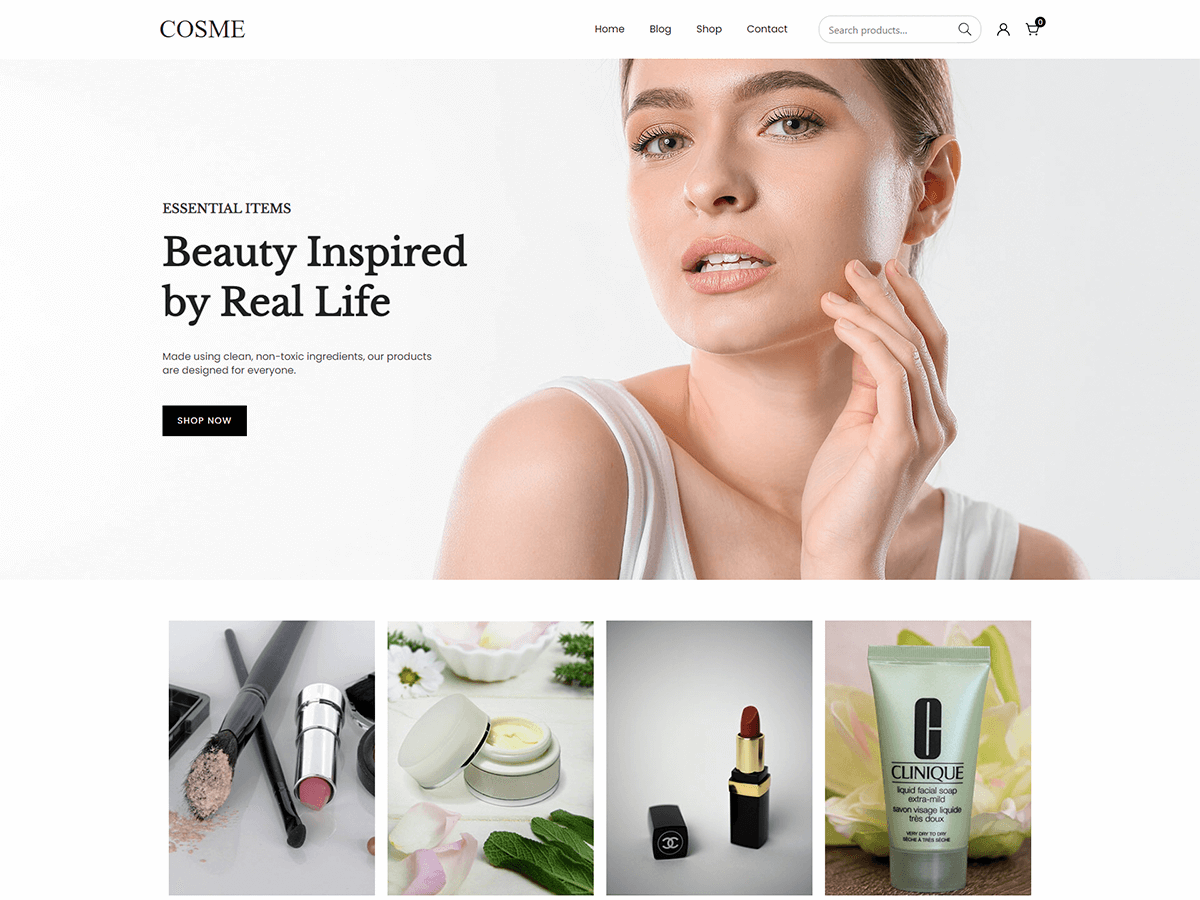 COSME
Home
Blog
Shop
Contact
Search products...
0
ESSENTIAL ITEMS
Beauty Inspired
by Real Life
Made using clean, non-toxic ingredients, our products
are designed for everyone.
SHOP NOW
C
CLINIQUE
liquid facial soap
extra-mild
savon visage liquide
très doux
VERY DRY TO DRY
SÈCHE À TRÈS SÈCHE